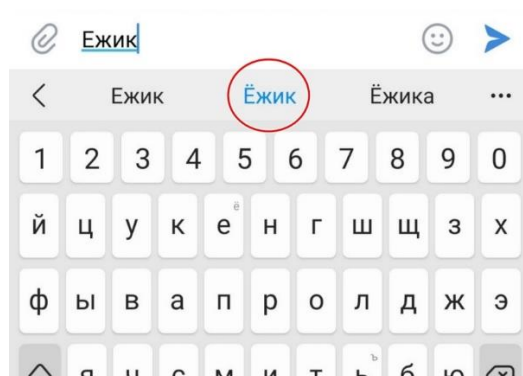 Ежик
Ежик Ёжик Ёжика ...
1 2 3 4 5 6 7 8 9 0
й ц у к е ё н г ш щ з х
ф ы в а п р о л д ж э
я ч с м и т ь ъ б ю